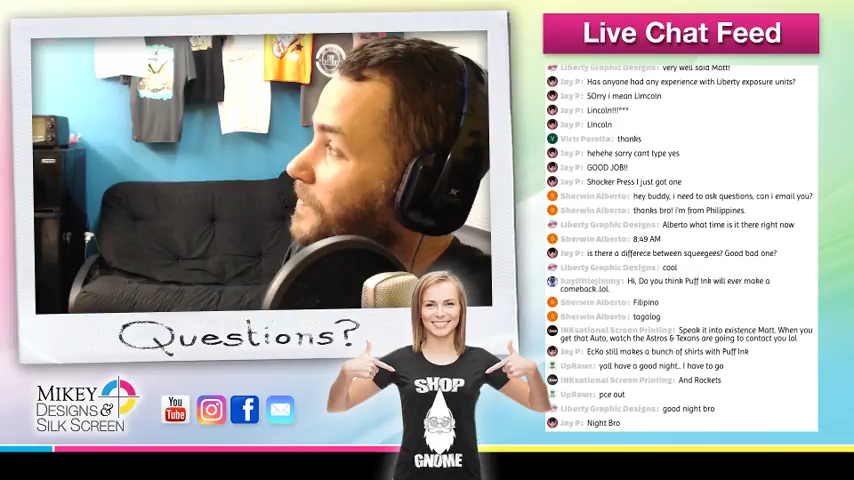 Live Chat Feed
Liberty Graphic Designs: very well said Matt!
Jay P: Has anyone had any experience with Liberty exposure units?
Jay P: SOrry i mean Limcoln
Jay P: Lincoln!!!***
Jay P: LIncoln
Victr Peralta: thanks
Jay P: hehehe sorry cant type yes
Jay P: GOOD JOB!!
Jay P: Shocker Press I just got one
Sherwin Alberto: hey buddy, i need to ask questions, can i email you?
Sherwin Alberto: thanks bro! i'm from Philippines.
Liberty Graphic Designs: Alberto what time is it there right now
Sherwin Alberto: 8:49 AM
Jay P: is there a differece between squeegees? Good bad one?
Liberty Graphic Designs: cool
heylittlejimmy: Hi, Do you think Puff Ink will ever make a
comeback..lol.
Sherwin Alberto: Filipino
Sherwin Alberto: tagalog
INKsational Screen Printing: Speak it into existence Matt. When you
get that Auto, watch the Astros & Texans are going to contact you lol
Jay P: EcKo still makes a bunch of shirts with Puff Ink
UpRawr: yall have a good night.. I have to go
INKsational Screen Printing: And Rockets
UpRawr: pce out
Liberty Graphic Designs: good night bro
Jay P: Night Bro
Questions?
MIKEY
DESIGNS &
SILK SCREEN
You
Tube
SHOP
GNOME